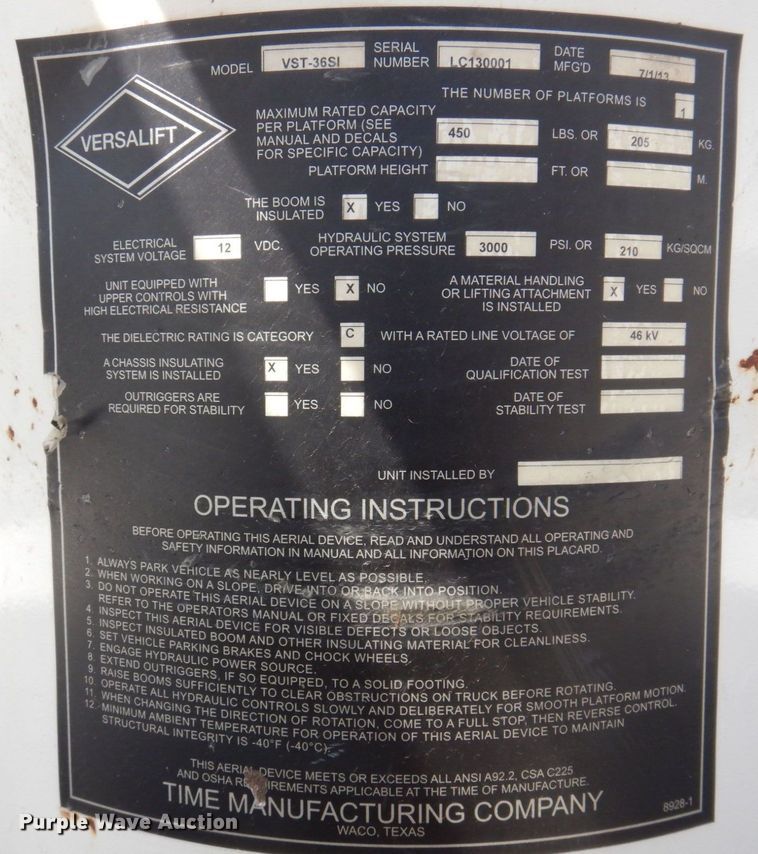 MODEL VST-36SI SERIAL NUMBER LC130001 DATE MFG'D 7/1/13
THE NUMBER OF PLATFORMS IS 1
VERSALIFT
MAXIMUM RATED CAPACITY
PER PLATFORM (SEE
MANUAL AND DECALS
FOR SPECIFIC CAPACITY) 450 LBS. OR 205 KG.
PLATFORM HEIGHT FT. OR M.
THE BOOM IS
INSULATED X YES NO
ELECTRICAL
SYSTEM VOLTAGE 12 VDC.
HYDRAULIC SYSTEM
OPERATING PRESSURE 3000 PSI. OR 210 KG/SQCM
UNIT EQUIPPED WITH
UPPER CONTROLS WITH
HIGH ELECTRICAL RESISTANCE YES X NO
A MATERIAL HANDLING
OR LIFTING ATTACHMENT
IS INSTALLED X YES NO
THE DIELECTRIC RATING IS CATEGORY C WITH A RATED LINE VOLTAGE OF 46 kV
A CHASSIS INSULATING
SYSTEM IS INSTALLED X YES NO
DATE OF
QUALIFICATION TEST
OUTRIGGERS ARE
REQUIRED FOR STABILITY YES NO
DATE OF
STABILITY TEST
UNIT INSTALLED BY
OPERATING INSTRUCTIONS
BEFORE OPERATING THIS AERIAL DEVICE, READ AND UNDERSTAND ALL OPERATING AND
SAFETY INFORMATION IN MANUAL AND ALL INFORMATION ON THIS PLACARD.
1. ALWAYS PARK VEHICLE AS NEARLY LEVEL AS POSSIBLE.
2. WHEN WORKING ON A SLOPE, DRIVE INTO OR BACK INTO POSITION.
3. DO NOT OPERATE THIS AERIAL DEVICE ON A SLOPE WITHOUT PROPER VEHICLE STABILITY.
REFER TO THE OPERATORS MANUAL OR FIXED DECALS FOR STABILITY REQUIREMENTS.
4. INSPECT THIS AERIAL DEVICE FOR VISIBLE DEFECTS OR LOOSE OBJECTS.
5. INSPECT INSULATED BOOM AND OTHER INSULATING MATERIAL FOR CLEANLINESS.
6. SET VEHICLE PARKING BRAKES AND CHOCK WHEELS.
7. ENGAGE HYDRAULIC POWER SOURCE.
8. EXTEND OUTRIGGERS, IF SO EQUIPPED, TO A SOLID FOOTING.
9. RAISE BOOMS SUFFICIENTLY TO CLEAR OBSTRUCTIONS ON TRUCK BEFORE ROTATING.
10. OPERATE ALL HYDRAULIC CONTROLS SLOWLY AND DELIBERATELY FOR SMOOTH PLATFORM MOTION.
11. WHEN CHANGING THE DIRECTION OF ROTATION, COME TO A FULL STOP, THEN REVERSE CONTROL.
12. MINIMUM AMBIENT TEMPERATURE FOR OPERATION OF THIS AERIAL DEVICE TO MAINTAIN
STRUCTURAL INTEGRITY IS -40°F (-40°C)
THIS AERIAL DEVICE MEETS OR EXCEEDS ALL ANSI A92.2, CSA C225
AND OSHA REQUIREMENTS APPLICABLE AT THE TIME OF MANUFACTURE.
TIME MANUFACTURING COMPANY
WACO, TEXAS
8928-1
Purple Wave Auction